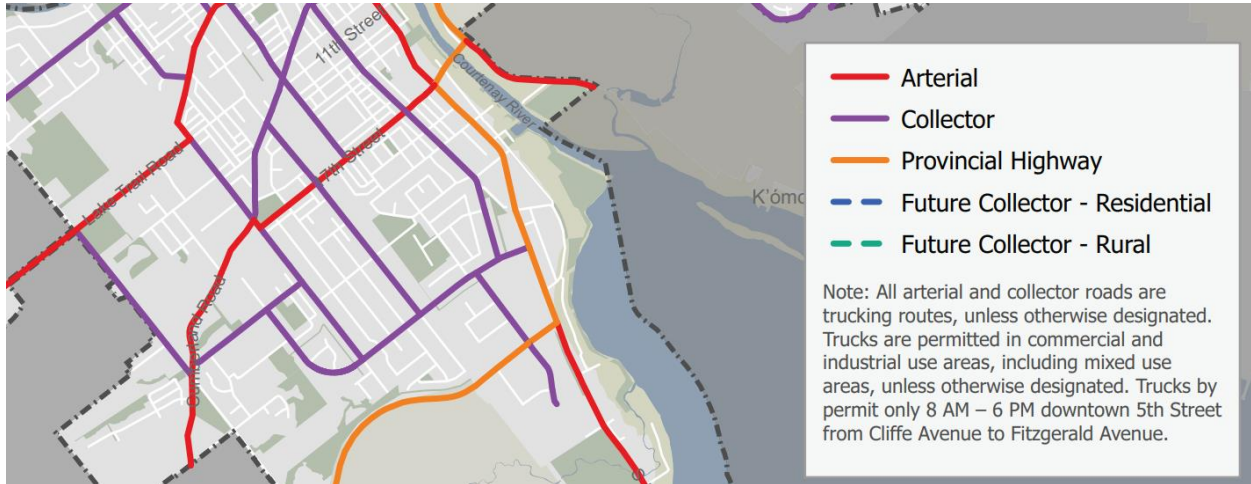 11th Street
Courtenay River
Lake Trail Road
17th Street
K'ómo
Cumberland Road
Arterial
Collector
Provincial Highway
Future Collector - Residential
Future Collector - Rural
Note: All arterial and collector roads are
trucking routes, unless otherwise designated.
Trucks are permitted in commercial and
industrial use areas, including mixed use
areas, unless otherwise designated. Trucks by
permit only 8 AM – 6 PM downtown 5th Street
from Cliffe Avenue to Fitzgerald Avenue.